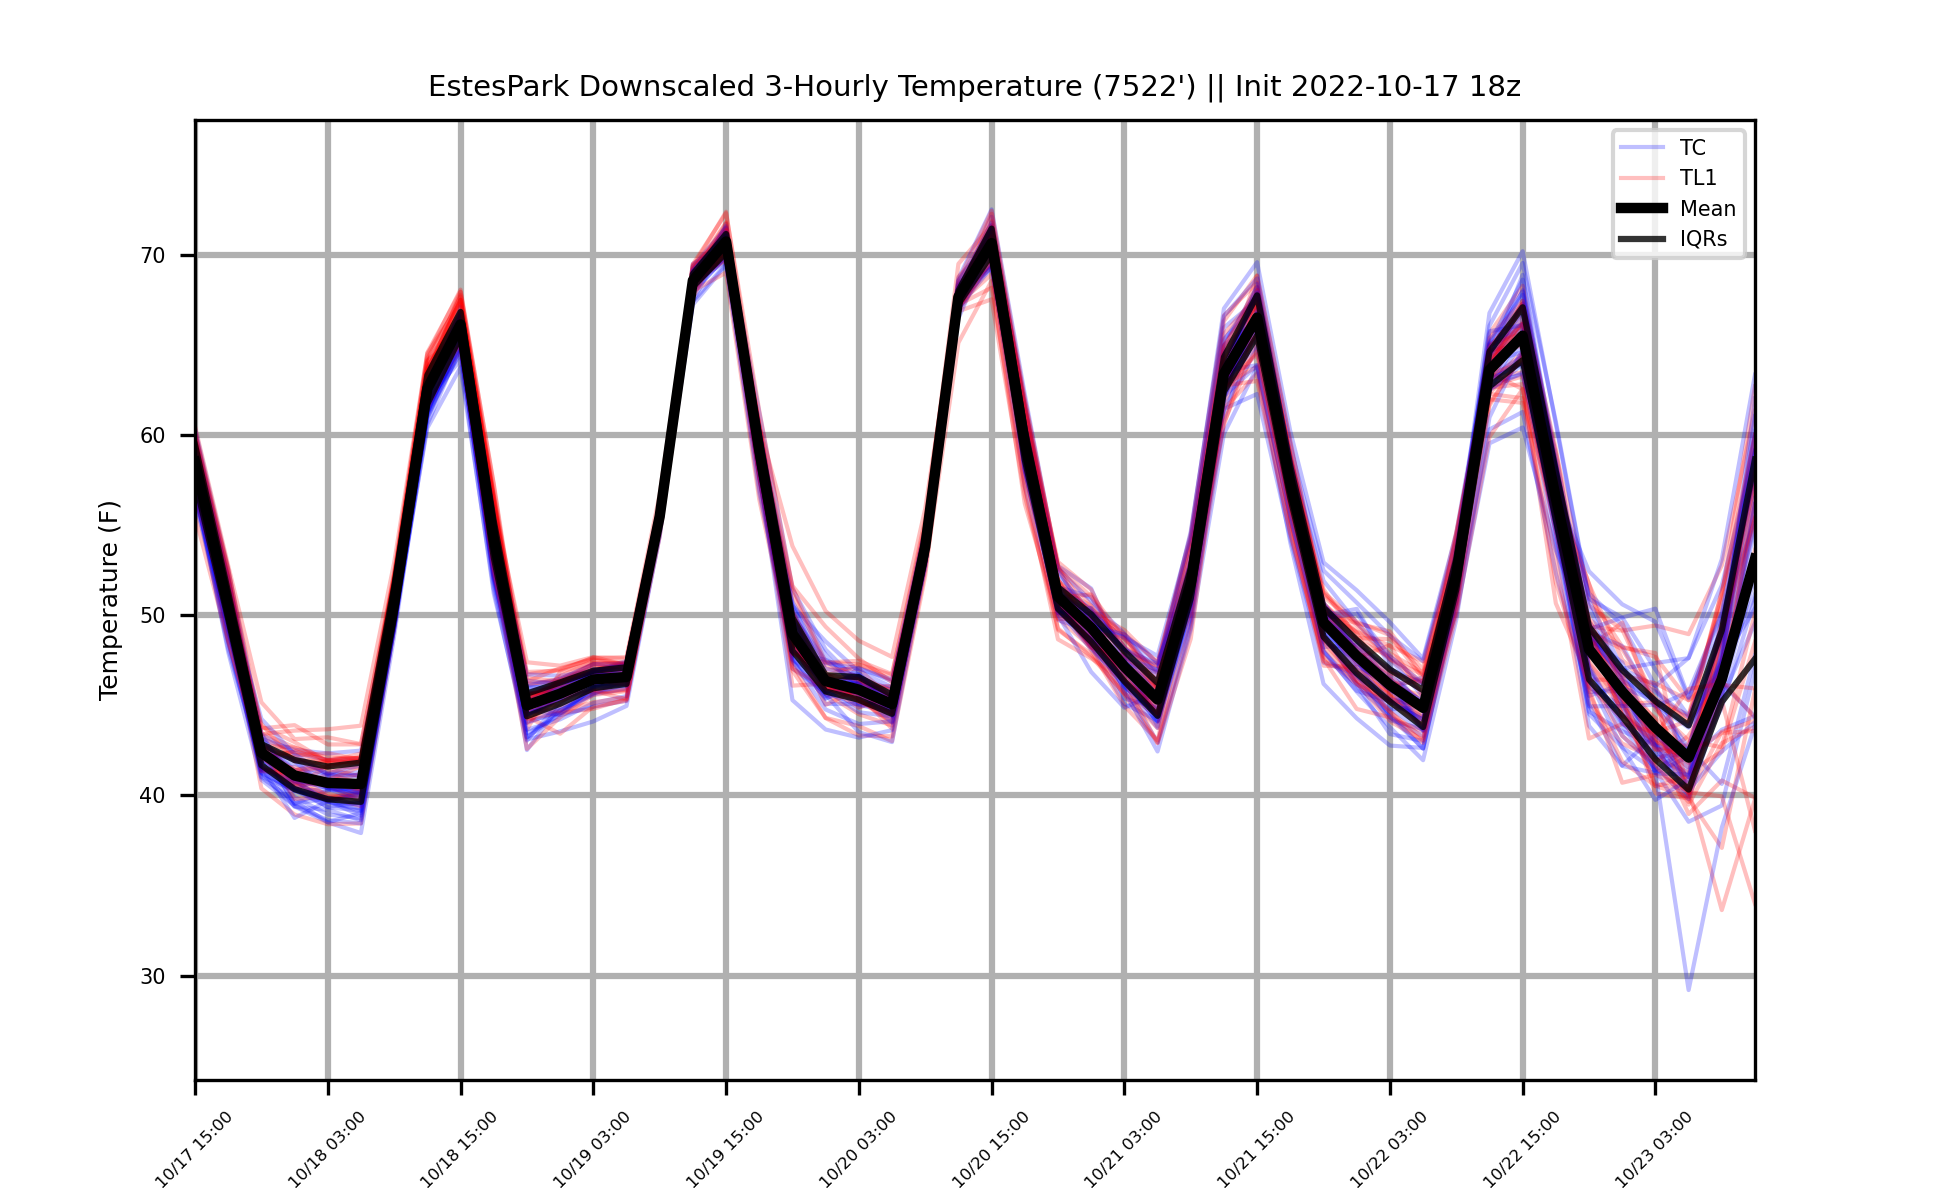 EstesPark Downscaled 3-Hourly Temperature (7522') || Init 2022-10-17 18z
TC
TL1
Mean
IQRs
Temperature (F)
70
60
50
40
30
10/17 15:00
10/18 03:00
10/18 15:00
10/19 03:00
10/19 15:00
10/20 03:00
10/20 15:00
10/21 03:00
10/21 15:00
10/22 03:00
10/22 15:00
10/23 03:00